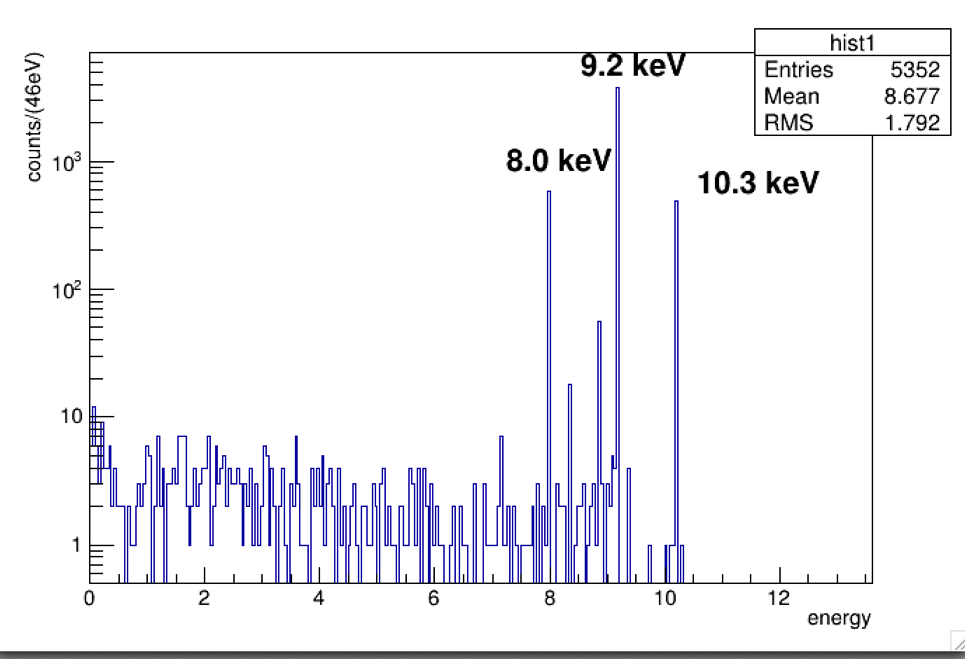 counts/(46eV)
hist1
Entries 5352
Mean 8.677
RMS 1.792
9.2 keV
8.0 keV
10.3 keV
10³
10²
10
1
0 2 4 6 8 10 12
energy